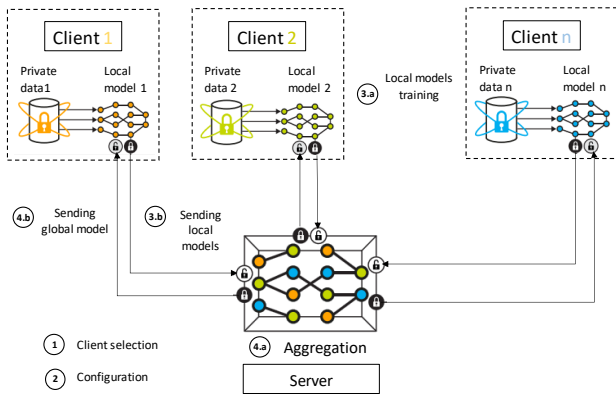 Client 1
Client 2
Client n
Private
data1
Local
model 1
Private
data 2
Local
model 2
3.a
Local models
training
Private
data n
Local
model n
4.b
Sending
global model
3.b
Sending
local
models
1
Client selection
2
Configuration
4.a
Aggregation
Server